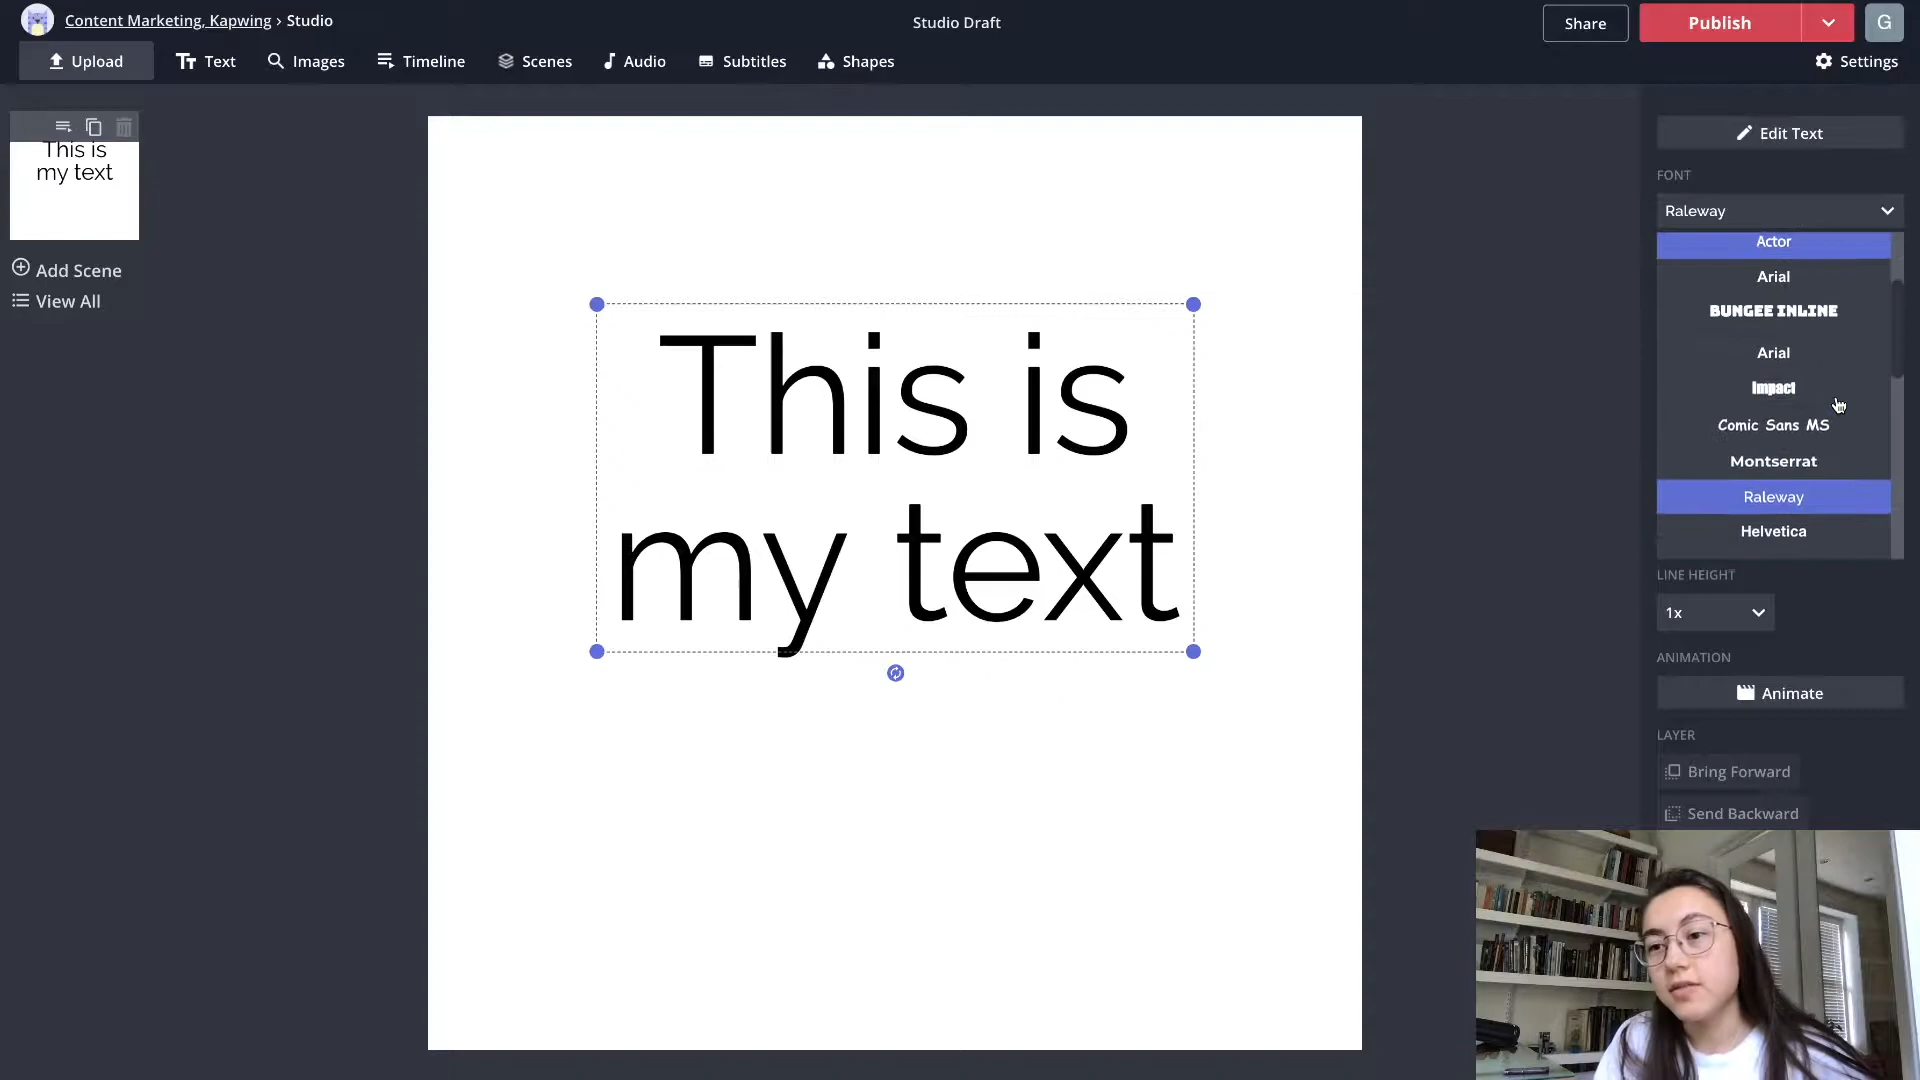 Content Marketing, Kapwing › Studio
Studio Draft
Share
Publish
G
Upload
Text
Images
Timeline
Scenes
Audio
Subtitles
Shapes
Settings
This is
my text
Add Scene
View All
This is
my text
Edit Text
FONT
Raleway
Actor
Arial
BUNGEE INLINE
Arial
Impact
Comic Sans MS
Montserrat
Raleway
Helvetica
LINE HEIGHT
1x
ANIMATION
Animate
LAYER
Bring Forward
Send Backward